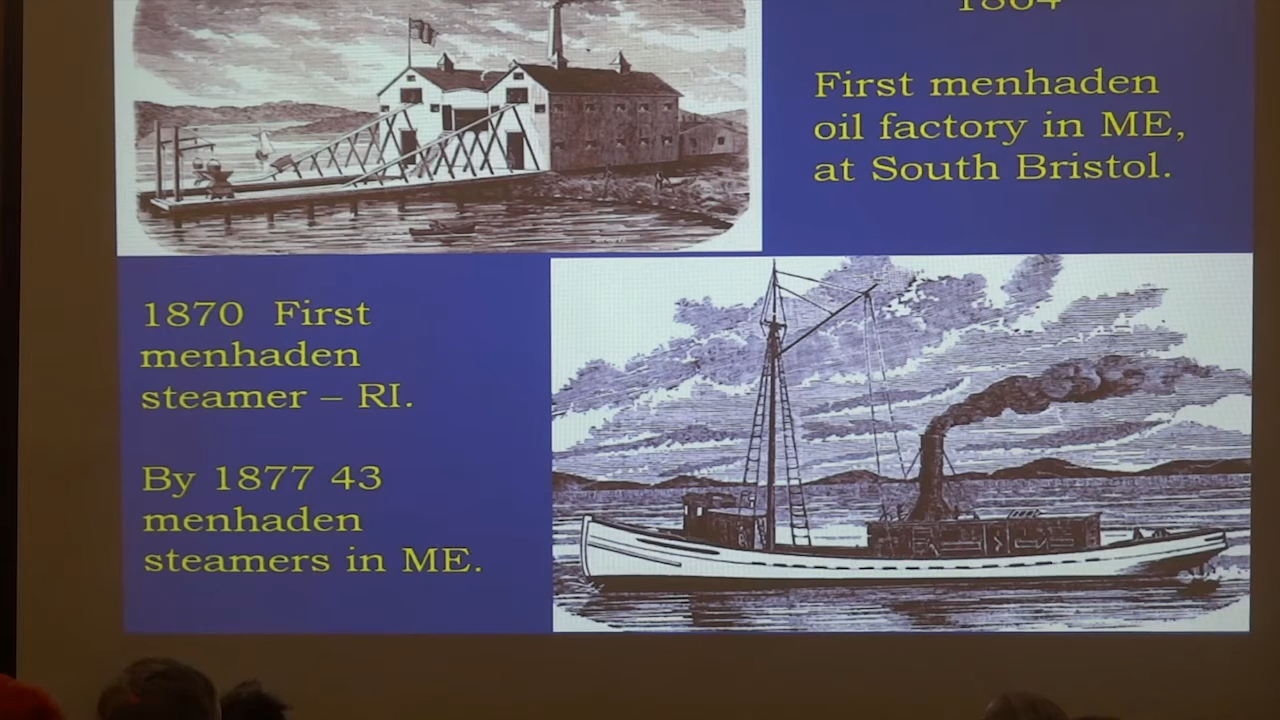 1864
First menhaden
oil factory in ME,
at South Bristol.
1870 First
menhaden
steamer – RI.
By 1877 43
menhaden
steamers in ME.